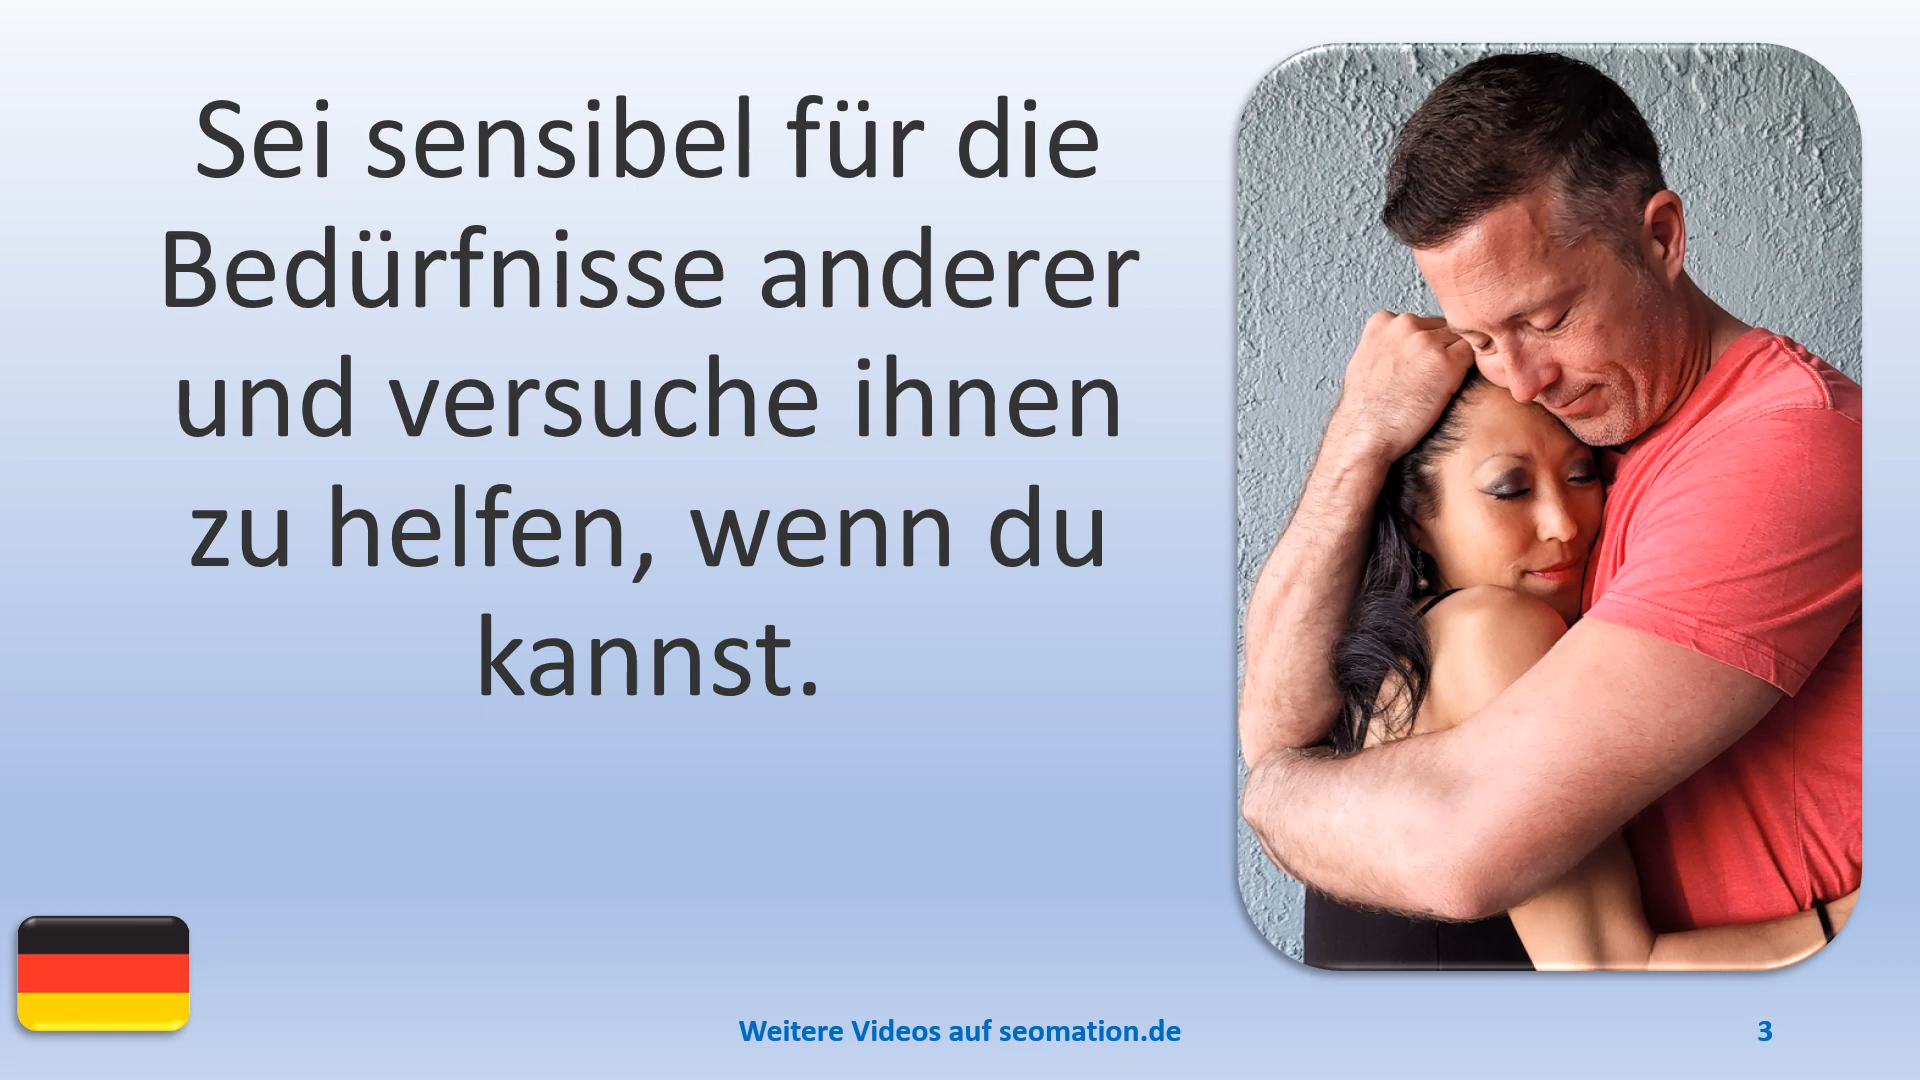 Sei sensibel für die
Bedürfnisse anderer
und versuche ihnen
zu helfen, wenn du
kannst.
Weitere Videos auf seomation.de
3